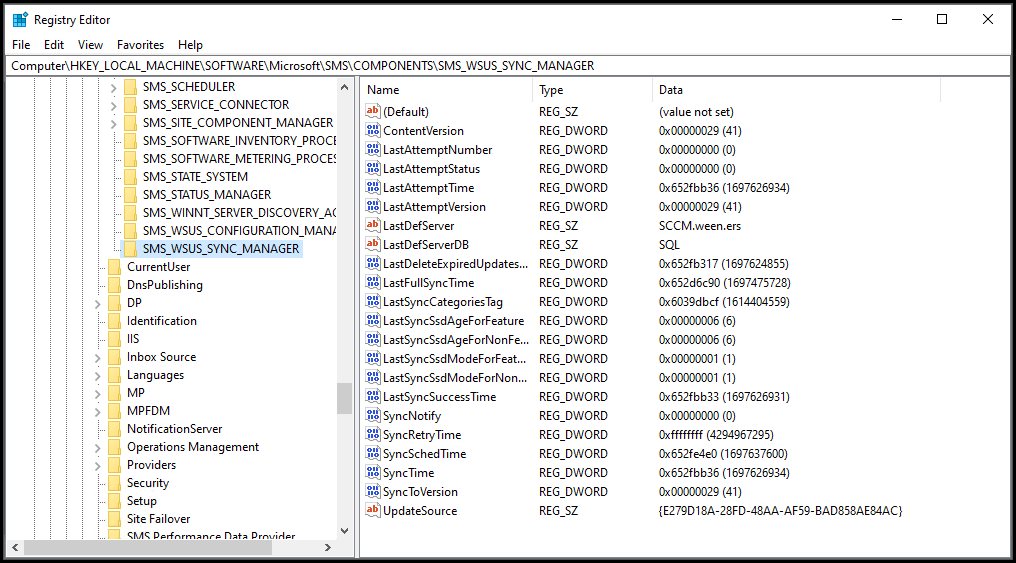 Registry Editor
File Edit View Favorites Help
Computer\HKEY_LOCAL_MACHINE\SOFTWARE\Microsoft\SMS\COMPONENTS\SMS_WSUS_SYNC_MANAGER
SMS_SCHEDULER
SMS_SERVICE_CONNECTOR
SMS_SITE_COMPONENT_MANAGER
SMS_SOFTWARE_INVENTORY_PROCE
SMS_SOFTWARE_METERING_PROCES
SMS_STATE_SYSTEM
SMS_STATUS_MANAGER
SMS_WINNT_SERVER_DISCOVERY_AG
SMS_WSUS_CONFIGURATION_MANA
SMS_WSUS_SYNC_MANAGER
CurrentUser
DnsPublishing
DP
Identification
IIS
Inbox Source
Languages
MP
MPFDM
NotificationServer
Operations Management
Providers
Security
Setup
Site Failover
SMS Performance Data Provider
Name Type Data
(Default) REG_SZ (value not set)
ContentVersion REG_DWORD 0x00000029 (41)
LastAttemptNumber REG_DWORD 0x00000000 (0)
LastAttemptStatus REG_DWORD 0x00000000 (0)
LastAttemptTime REG_DWORD 0x652fbb36 (1697626934)
LastAttemptVersion REG_DWORD 0x00000029 (41)
LastDefServer REG_SZ SCCM.ween.ers
LastDefServerDB REG_SZ SQL
LastDeleteExpiredUpdates... REG_DWORD 0x652fb317 (1697624855)
LastFullSyncTime REG_DWORD 0x652d6c90 (1697475728)
LastSyncCategoriesTag REG_DWORD 0x6039dbcf (1614404559)
LastSyncSsdAgeForFeature REG_DWORD 0x00000006 (6)
LastSyncSsdAgeForNonFe... REG_DWORD 0x00000006 (6)
LastSyncSsdModeForFeat... REG_DWORD 0x00000001 (1)
LastSyncSsdModeForNon... REG_DWORD 0x00000001 (1)
LastSyncSuccessTime REG_DWORD 0x652fbb33 (1697626931)
SyncNotify REG_DWORD 0x00000000 (0)
SyncRetryTime REG_DWORD 0xffffffff (4294967295)
SyncSchedTime REG_DWORD 0x652fe4e0 (1697637600)
SyncTime REG_DWORD 0x652fbb36 (1697626934)
SyncToVersion REG_DWORD 0x00000029 (41)
UpdateSource REG_SZ {E279D18A-28FD-48AA-AF59-BAD858AE84AC}